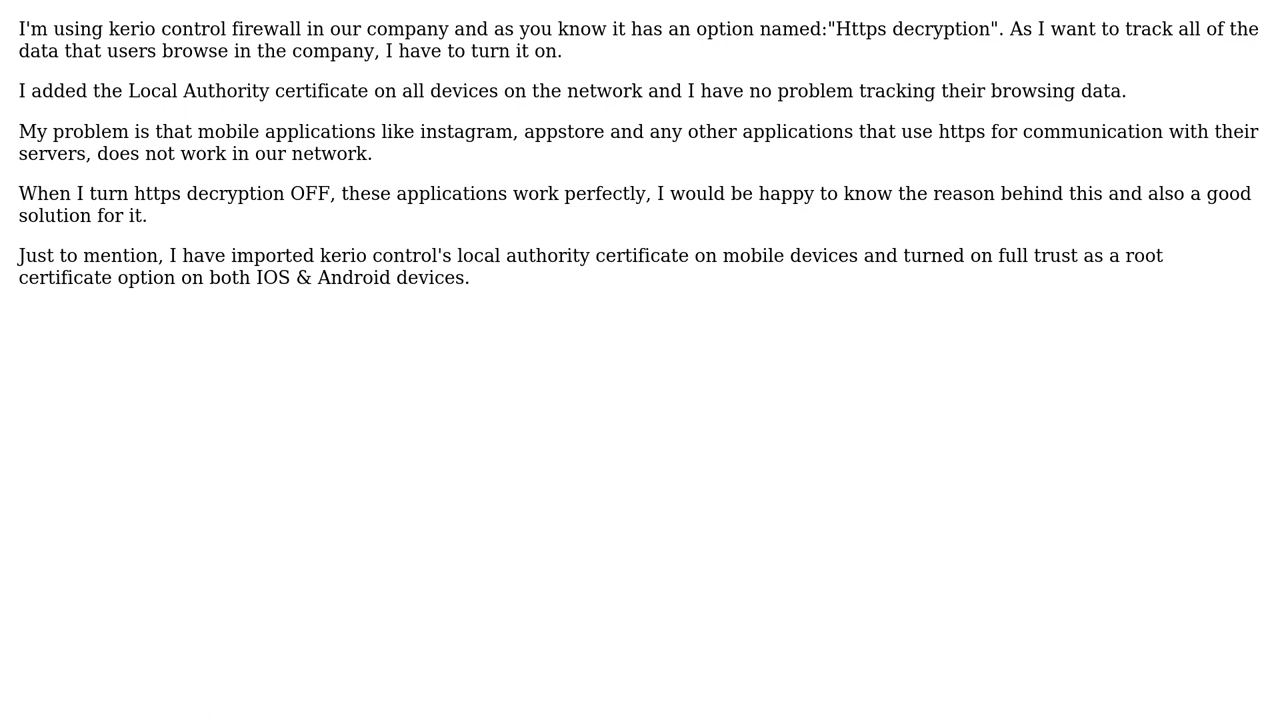 I'm using kerio control firewall in our company and as you know it has an option named:"Https decryption". As I want to track all of the
data that users browse in the company, I have to turn it on.
I added the Local Authority certificate on all devices on the network and I have no problem tracking their browsing data.
My problem is that mobile applications like instagram, appstore and any other applications that use https for communication with their
servers, does not work in our network.
When I turn https decryption OFF, these applications work perfectly, I would be happy to know the reason behind this and also a good
solution for it.
Just to mention, I have imported kerio control's local authority certificate on mobile devices and turned on full trust as a root
certificate option on both IOS & Android devices.